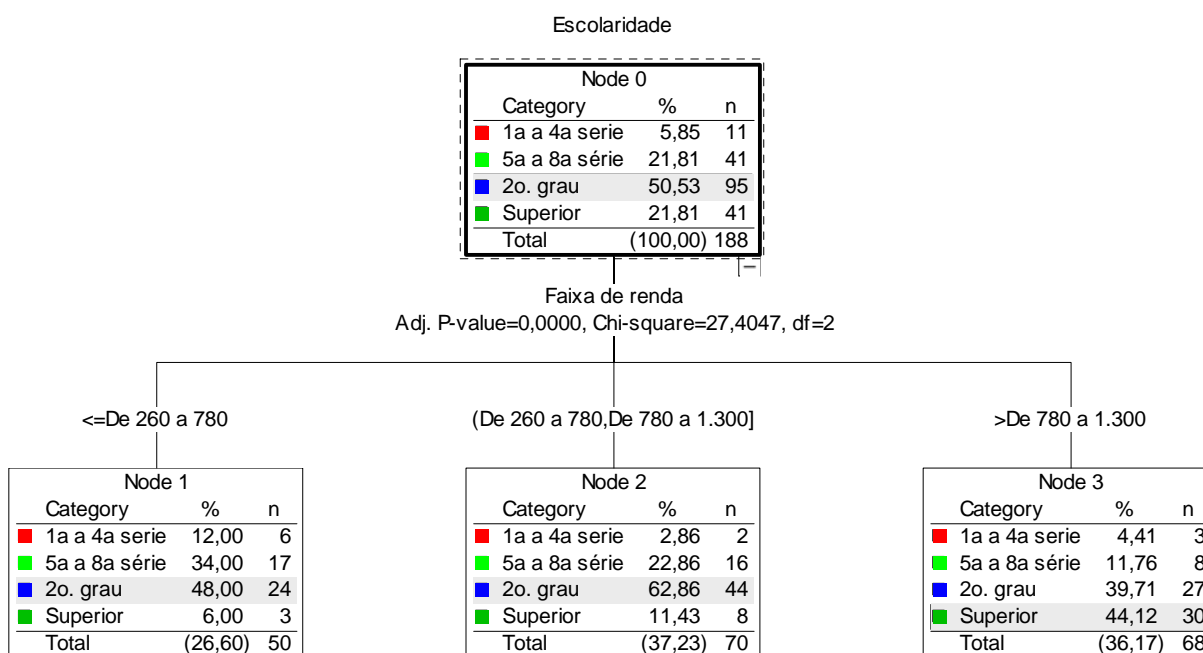 Escolaridade
Node 0
Category % n
1a a 4a serie 5,85 11
5a a 8a série 21,81 41
2o. grau 50,53 95
Superior 21,81 41
Total (100,00) 188
Faixa de renda
Adj. P-value=0,0000, Chi-square=27,4047, df=2
<=De 260 a 780
(De 260 a 780,De 780 a 1.300]
>De 780 a 1.300
Node 1
Category % n
1a a 4a serie 12,00 6
5a a 8a série 34,00 17
2o. grau 48,00 24
Superior 6,00 3
Total (26,60) 50
Node 2
Category % n
1a a 4a serie 2,86 2
5a a 8a série 22,86 16
2o. grau 62,86 44
Superior 11,43 8
Total (37,23) 70
Node 3
Category % n
1a a 4a serie 4,41 3
5a a 8a série 11,76 8
2o. grau 39,71 27
Superior 44,12 30
Total (36,17) 68